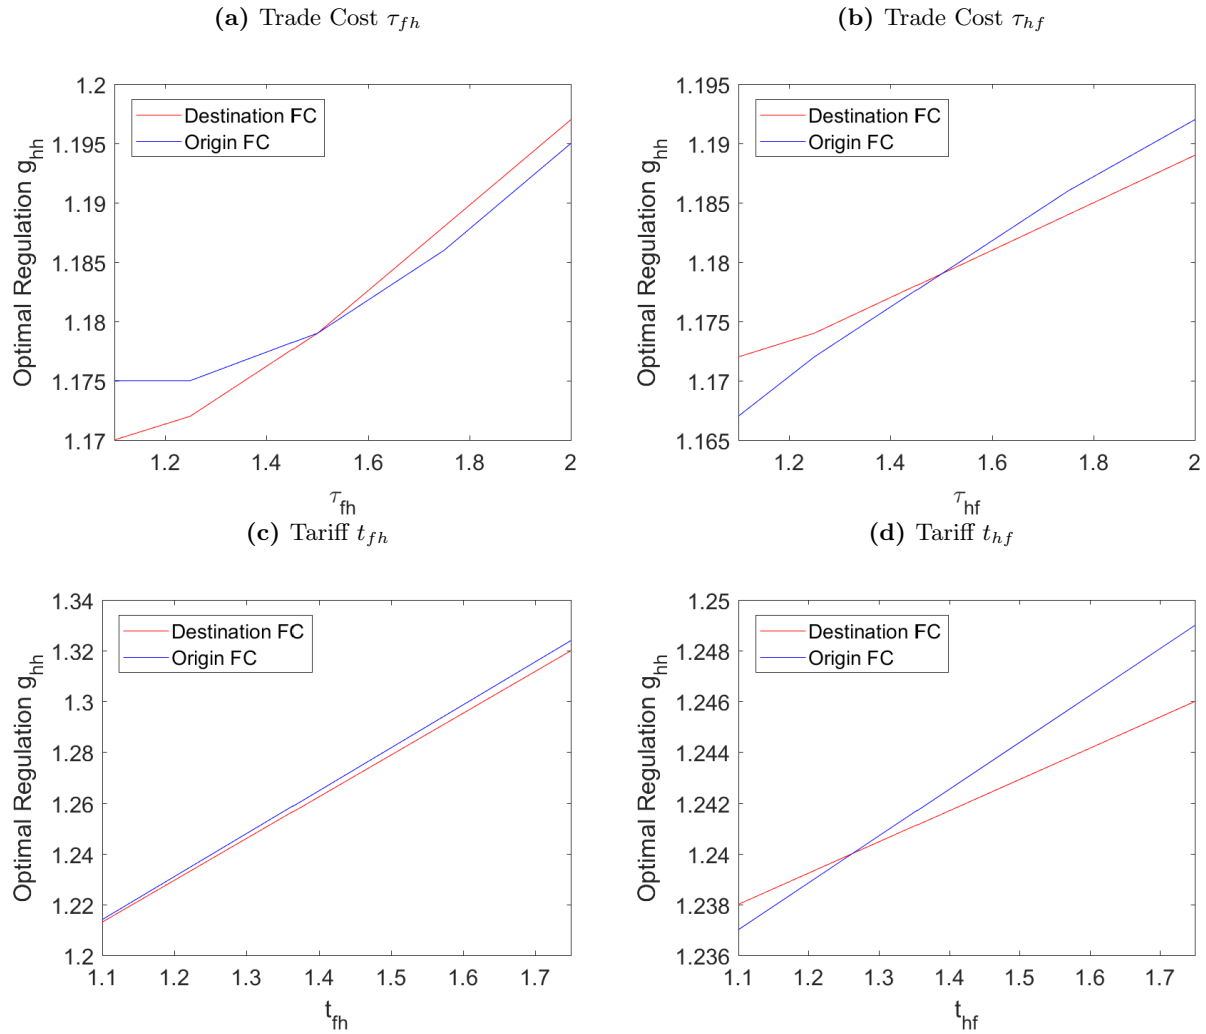 (a) Trade Cost τ_fh
Optimal Regulation g_hh
1.2
1.195
1.19
1.185
1.18
1.175
1.17
Destination FC
Origin FC
1.2 1.4 1.6 1.8 2
τ_fh
(b) Trade Cost τ_hf
Optimal Regulation g_hh
1.195
1.19
1.185
1.18
1.175
1.17
1.165
Destination FC
Origin FC
1.2 1.4 1.6 1.8 2
τ_hf
(c) Tariff t_fh
Optimal Regulation g_hh
1.34
1.32
1.3
1.28
1.26
1.24
1.22
1.2
Destination FC
Origin FC
1.1 1.2 1.3 1.4 1.5 1.6 1.7
t_fh
(d) Tariff t_hf
Optimal Regulation g_hh
1.25
1.248
1.246
1.244
1.242
1.24
1.238
1.236
Destination FC
Origin FC
1.1 1.2 1.3 1.4 1.5 1.6 1.7
t_hf